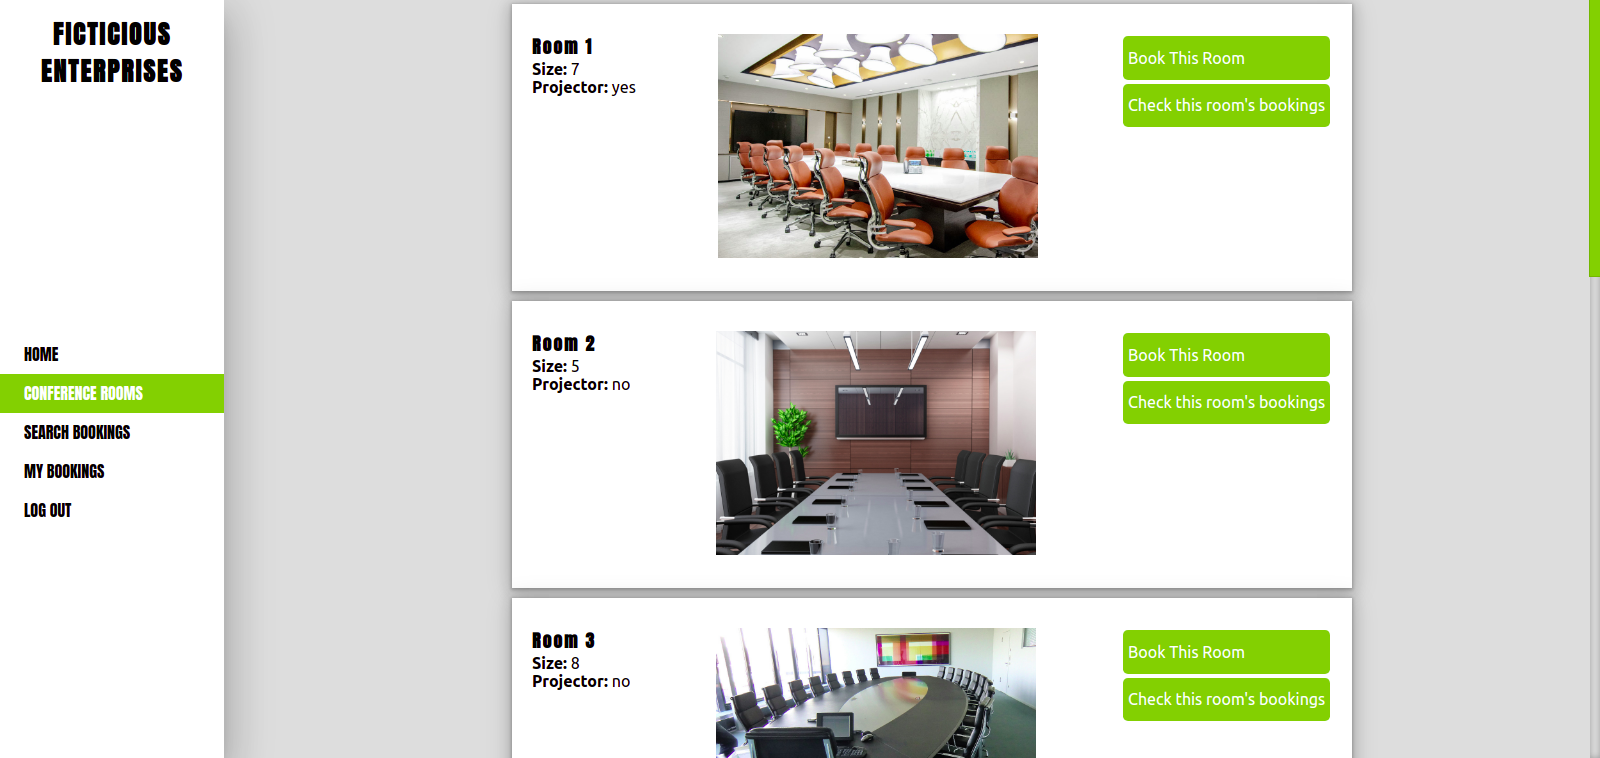 FICTICIOUS
ENTERPRISES
HOME
CONFERENCE ROOMS
SEARCH BOOKINGS
MY BOOKINGS
LOG OUT
Room 1
Size: 7
Projector: yes
Book This Room
Check this room's bookings
Room 2
Size: 5
Projector: no
Book This Room
Check this room's bookings
Room 3
Size: 8
Projector: no
Book This Room
Check this room's bookings